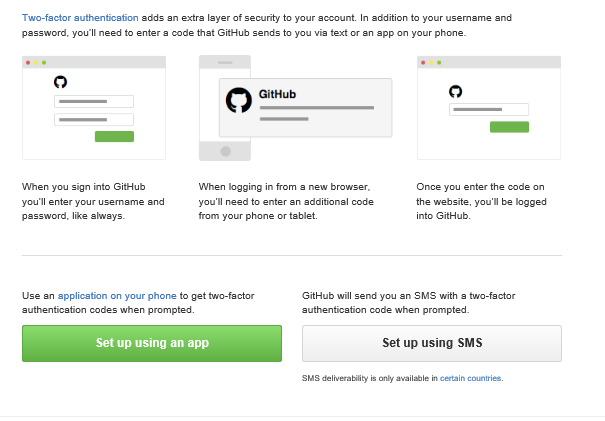 Two-factor authentication adds an extra layer of security to your account. In addition to your username and
password, you'll need to enter a code that GitHub sends to you via text or an app on your phone.
GitHub
When you sign into GitHub
you'll enter your username and
password, like always.
When logging in from a new browser,
you'll need to enter an additional code
from your phone or tablet.
Once you enter the code on
the website, you'll be logged
into GitHub.
Use an application on your phone to get two-factor
authentication codes when prompted.
Set up using an app
GitHub will send you an SMS with a two-factor
authentication code when prompted.
Set up using SMS
SMS deliverability is only available in certain countries.